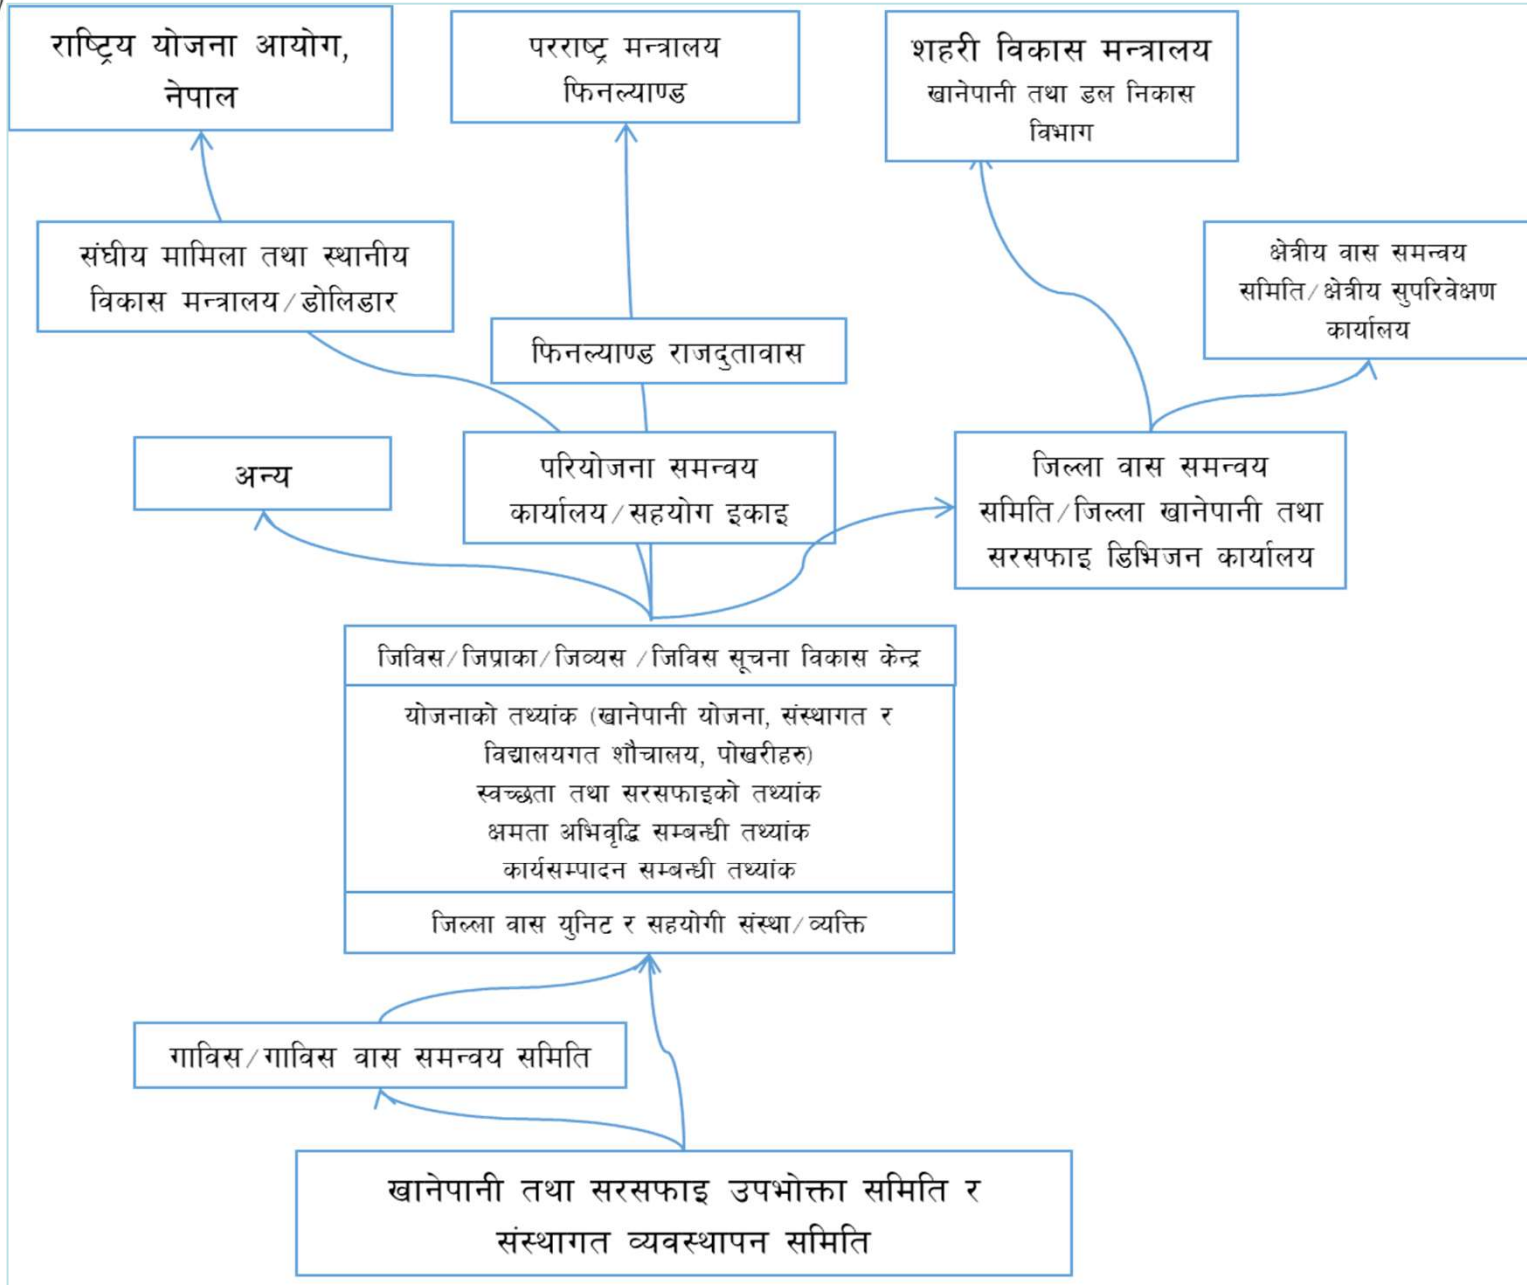 राष्ट्रिय योजना आयोग,
नेपाल
परराष्ट्र मन्त्रालय
फिनल्याण्ड
शहरी विकास मन्त्रालय
खानेपानी तथा डल निकास
विभाग
संघीय मामिला तथा स्थानीय
विकास मन्त्रालय/डोलिडार
क्षेत्रीय वास समन्वय
समिति/क्षेत्रीय सुपरिवेक्षण
कार्यालय
फिनल्याण्ड राजदुतावास
अन्य
परियोजना समन्वय
कार्यालय/सहयोग इकाइ
जिल्ला वास समन्वय
समिति/जिल्ला खानेपानी तथा
सरसफाइ डिभिजन कार्यालय
जिविस/जिप्राका/जिव्यस /जिविस सूचना विकास केन्द्र
योजनाको तथ्यांक (खानेपानी योजना, संस्थागत र
विद्यालयगत शौचालय, पोखरीहरु)
स्वच्छता तथा सरसफाइको तथ्यांक
क्षमता अभिवृद्धि सम्बन्धी तथ्यांक
कार्यसम्पादन सम्बन्धी तथ्यांक
जिल्ला वास युनिट र सहयोगी संस्था/व्यक्ति
गाविस/गाविस वास समन्वय समिति
खानेपानी तथा सरसफाइ उपभोक्ता समिति र
संस्थागत व्यवस्थापन समिति